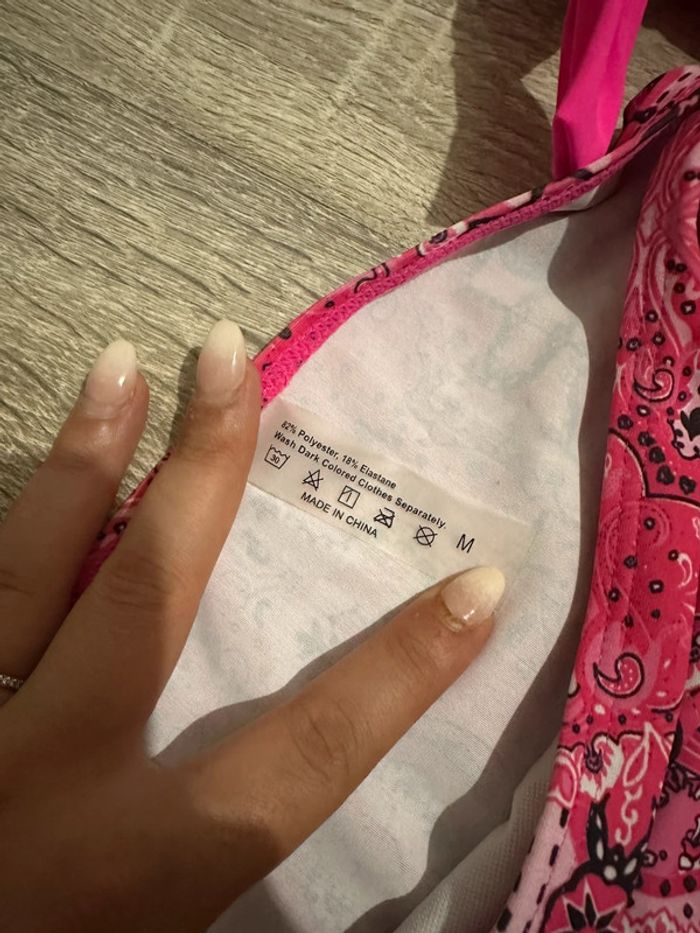 82% Polyester, 18% Elastane
Wash Dark Colored Clothes Separately.
30
M
MADE IN CHINA